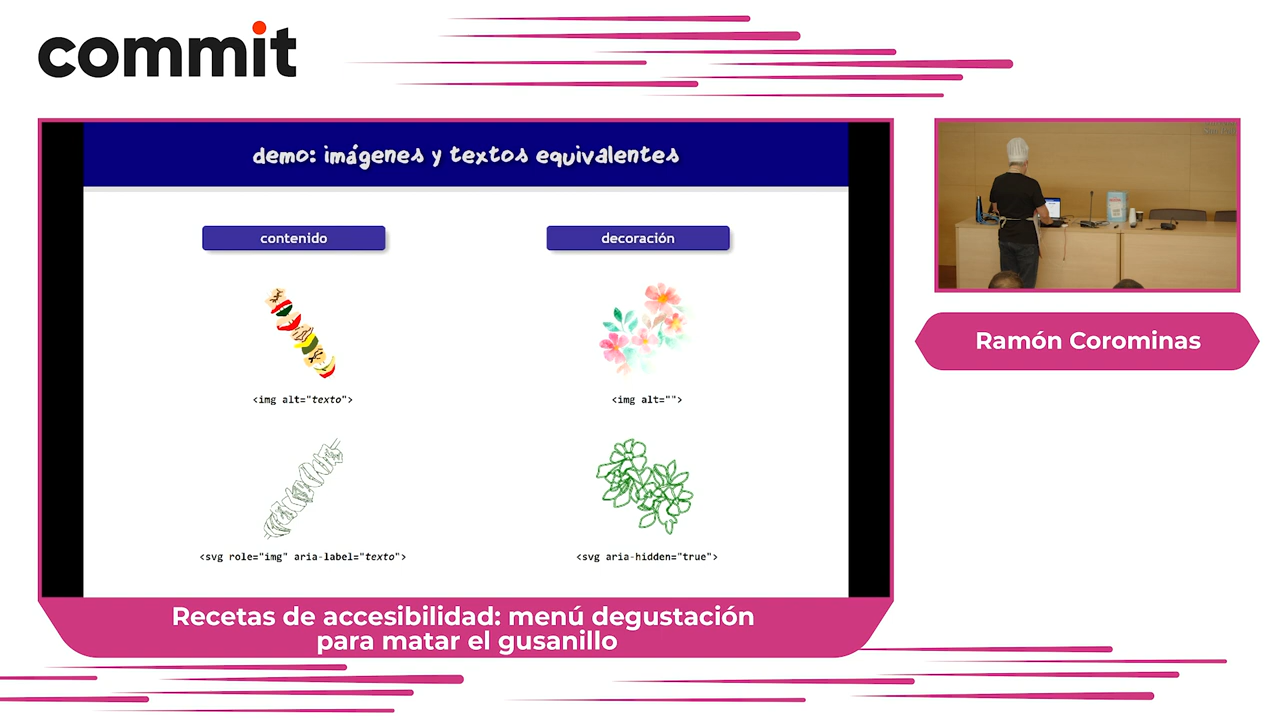 commit
demo: imágenes y textos equivalentes
contenido
decoración
<img alt="texto">
<img alt="">
<svg role="img" aria-label="texto">
<svg aria-hidden="true">
Ramón Corominas
Recetas de accesibilidad: menú degustación
para matar el gusanillo